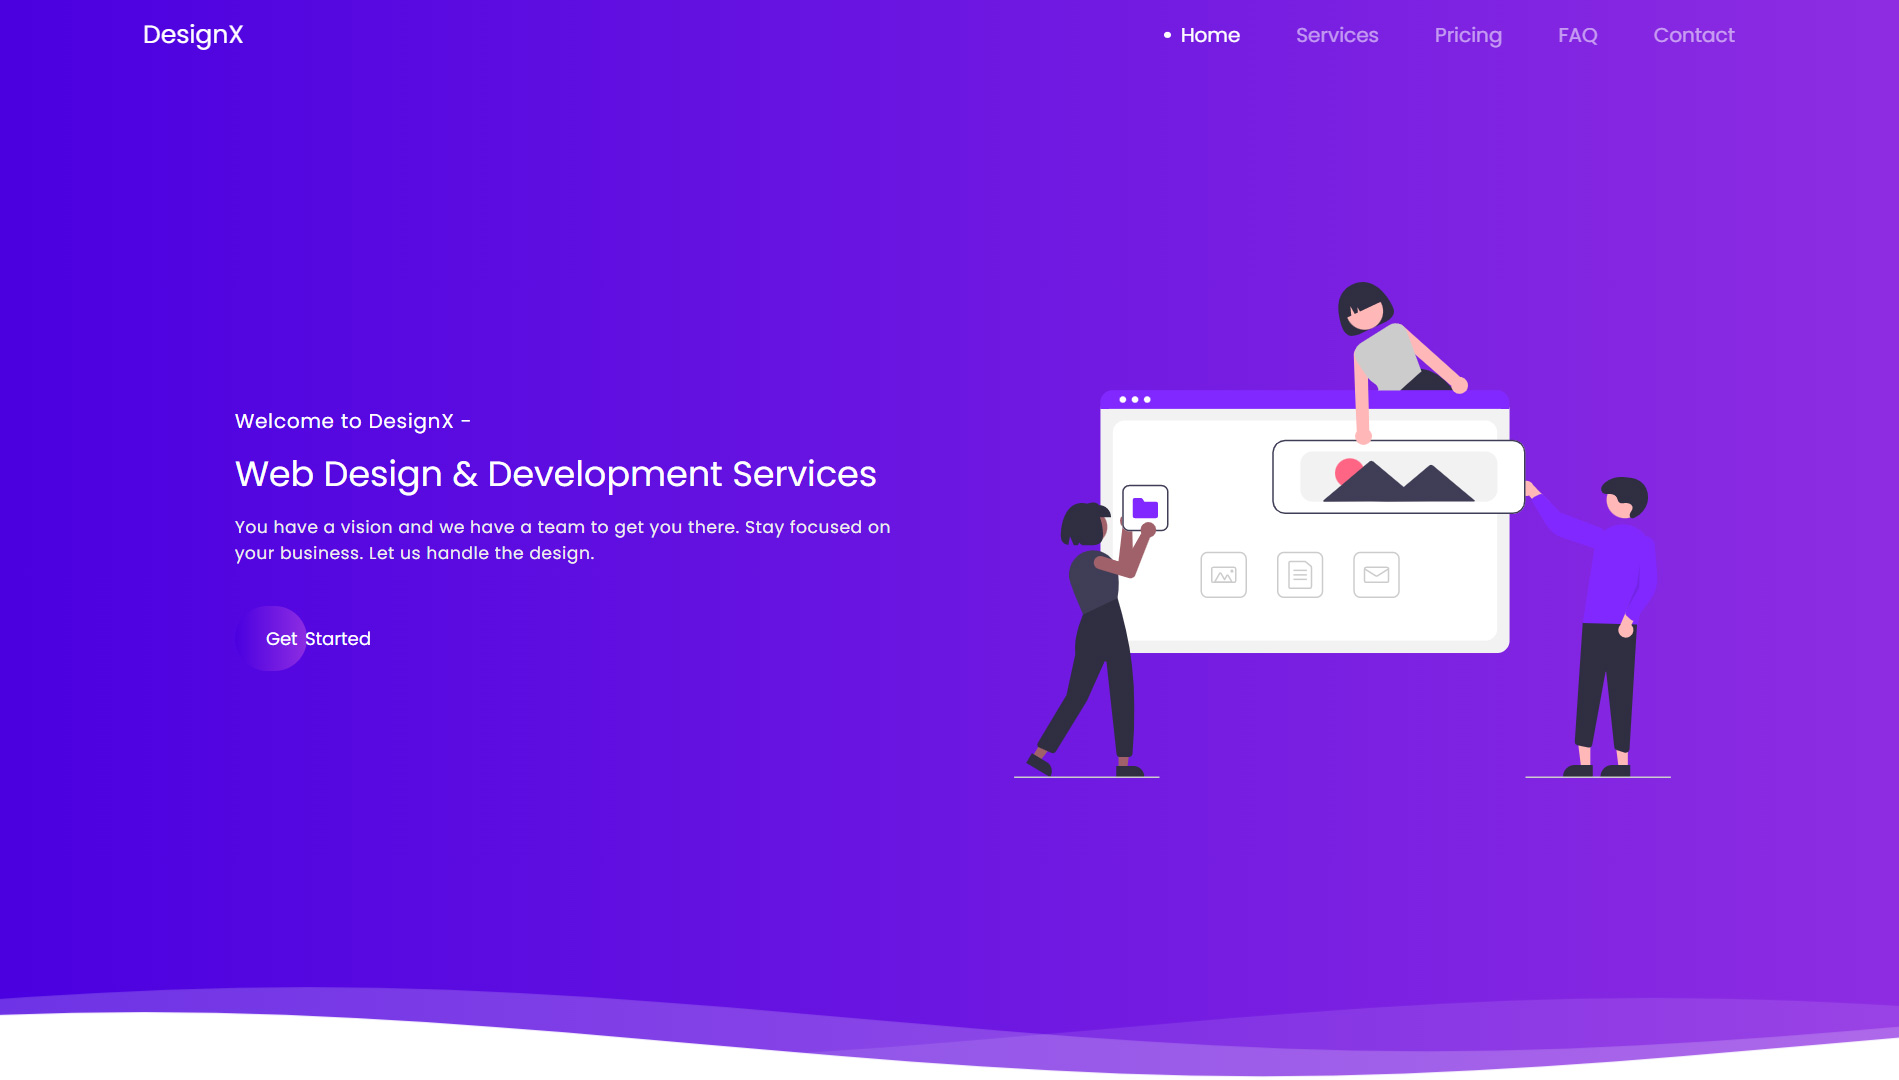 DesignX
Home Services Pricing FAQ Contact
Welcome to DesignX -
Web Design & Development Services
You have a vision and we have a team to get you there. Stay focused on
your business. Let us handle the design.
Get Started